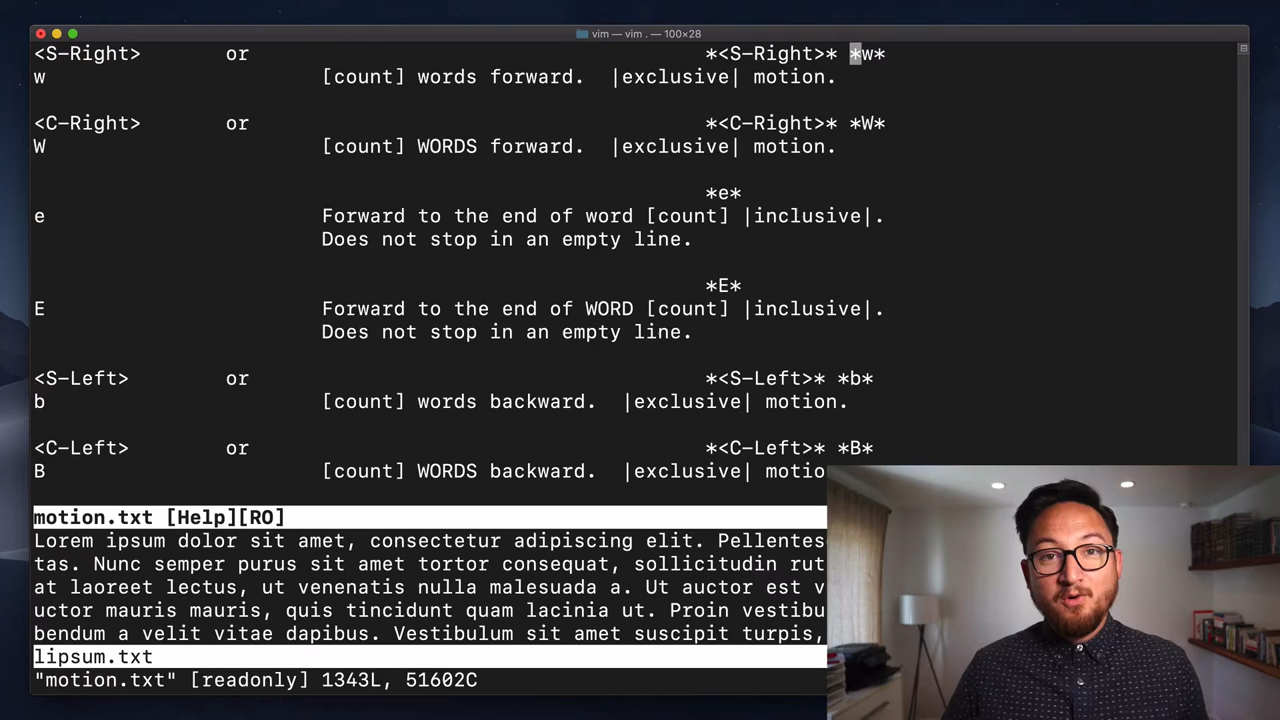 vim — vim . — 100×28
<S-Right> or *<S-Right>* *w*
w [count] words forward. |exclusive| motion.
<C-Right> or *<C-Right>* *W*
W [count] WORDS forward. |exclusive| motion.
*e*
e Forward to the end of word [count] |inclusive|.
Does not stop in an empty line.
*E*
E Forward to the end of WORD [count] |inclusive|.
Does not stop in an empty line.
<S-Left> or *<S-Left>* *b*
b [count] words backward. |exclusive| motion.
<C-Left> or *<C-Left>* *B*
B [count] WORDS backward. |exclusive| motio
motion.txt [Help][RO]
Lorem ipsum dolor sit amet, consectetur adipiscing elit. Pellentes
tas. Nunc semper purus sit amet tortor consequat, sollicitudin rut
at laoreet lectus, ut venenatis nulla malesuada a. Ut auctor est v
uctor mauris mauris, quis tincidunt quam lacinia ut. Proin vestibu
bendum a velit vitae dapibus. Vestibulum sit amet suscipit turpis,
lipsum.txt
"motion.txt" [readonly] 1343L, 51602C